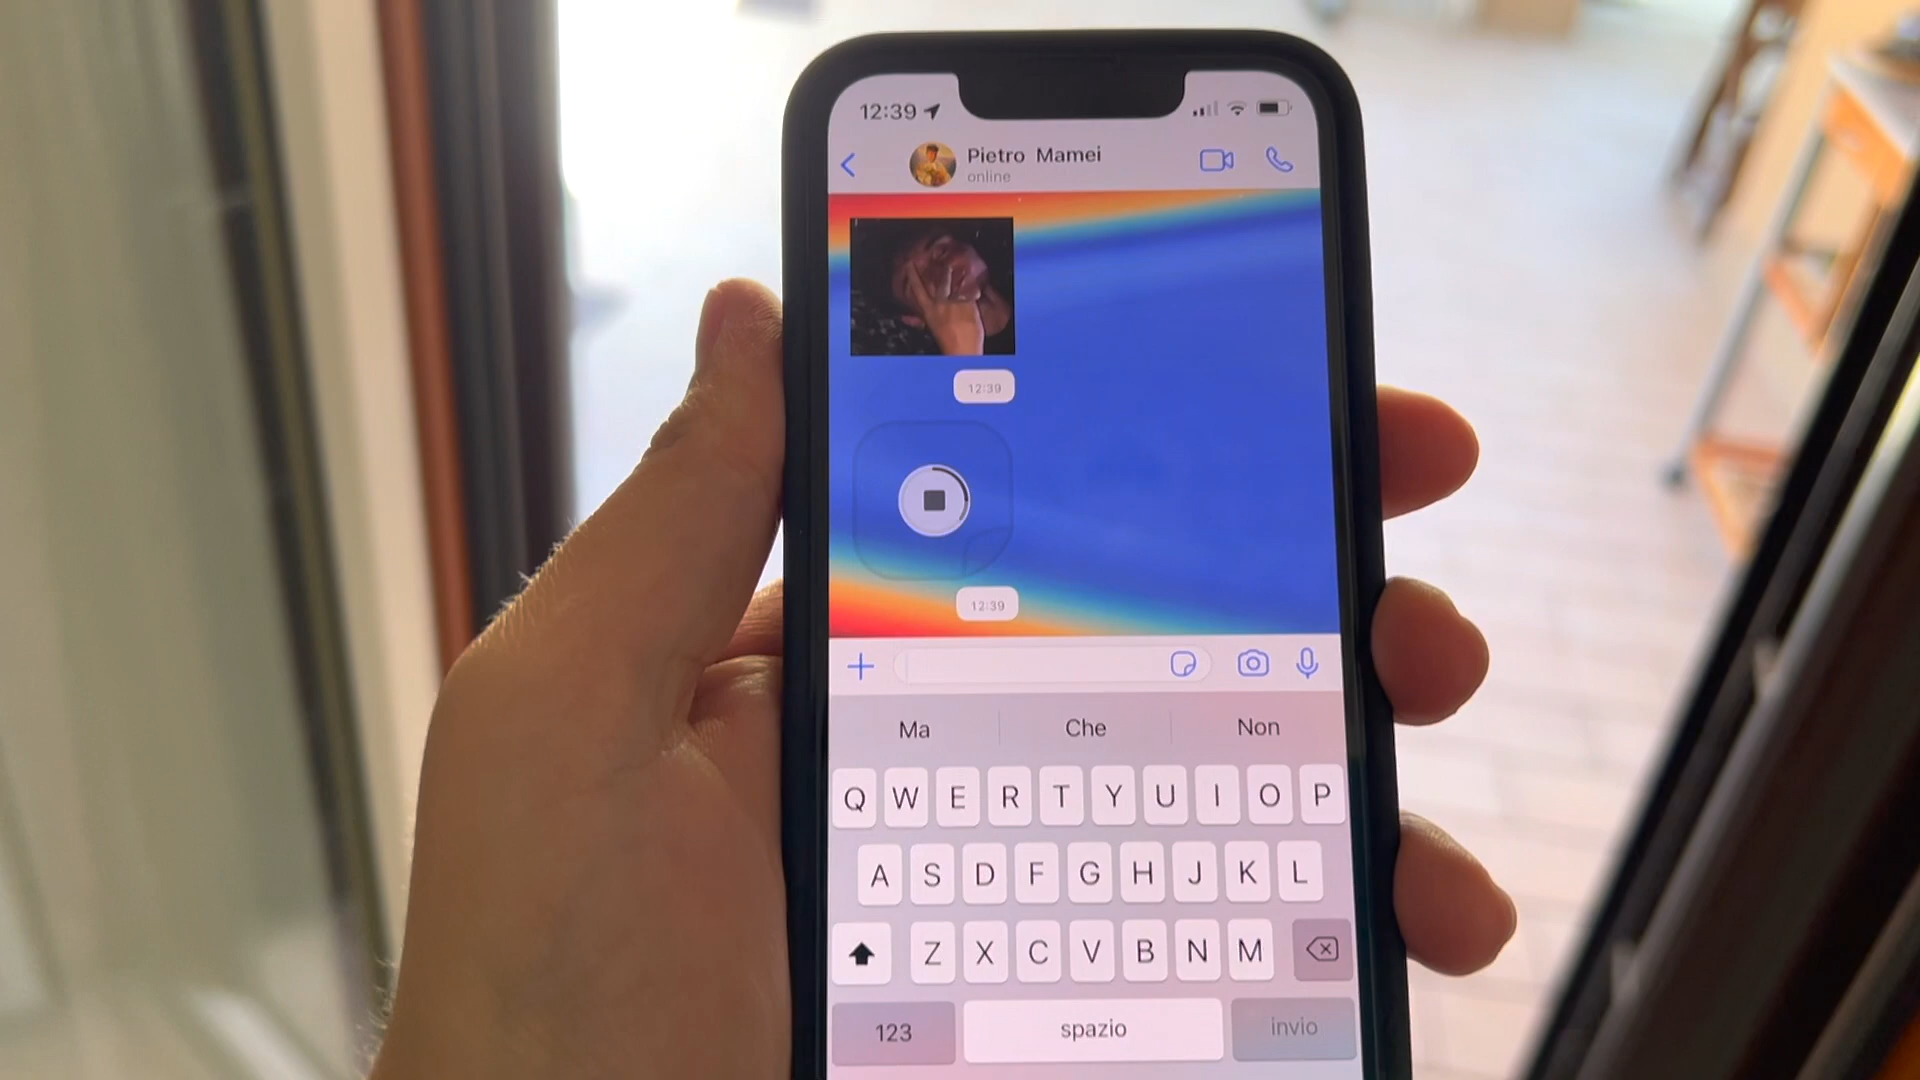 12:39
Pietro Mamei
online
12:39
12:39
Ma Che Non
Q W E R T Y U I O P
A S D F G H J K L
Z X C V B N M
123 spazio invio